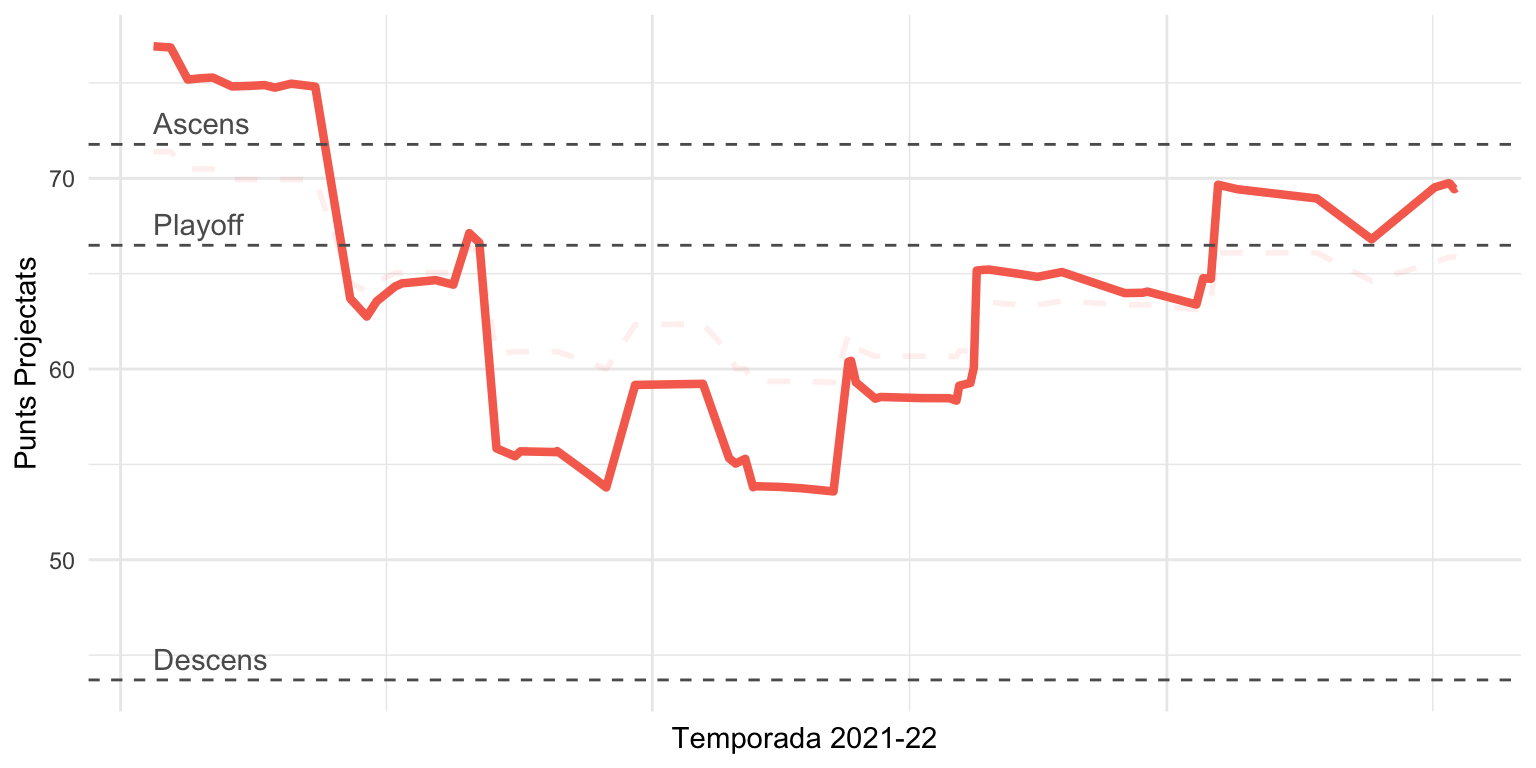 Ascens
70
Playoff
60
50
Descens
Punts Projectats
Temporada 2021-22